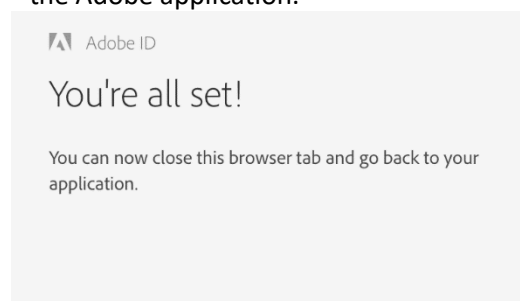 the Adobe application.
Adobe ID
You're all set!
You can now close this browser tab and go back to your
application.